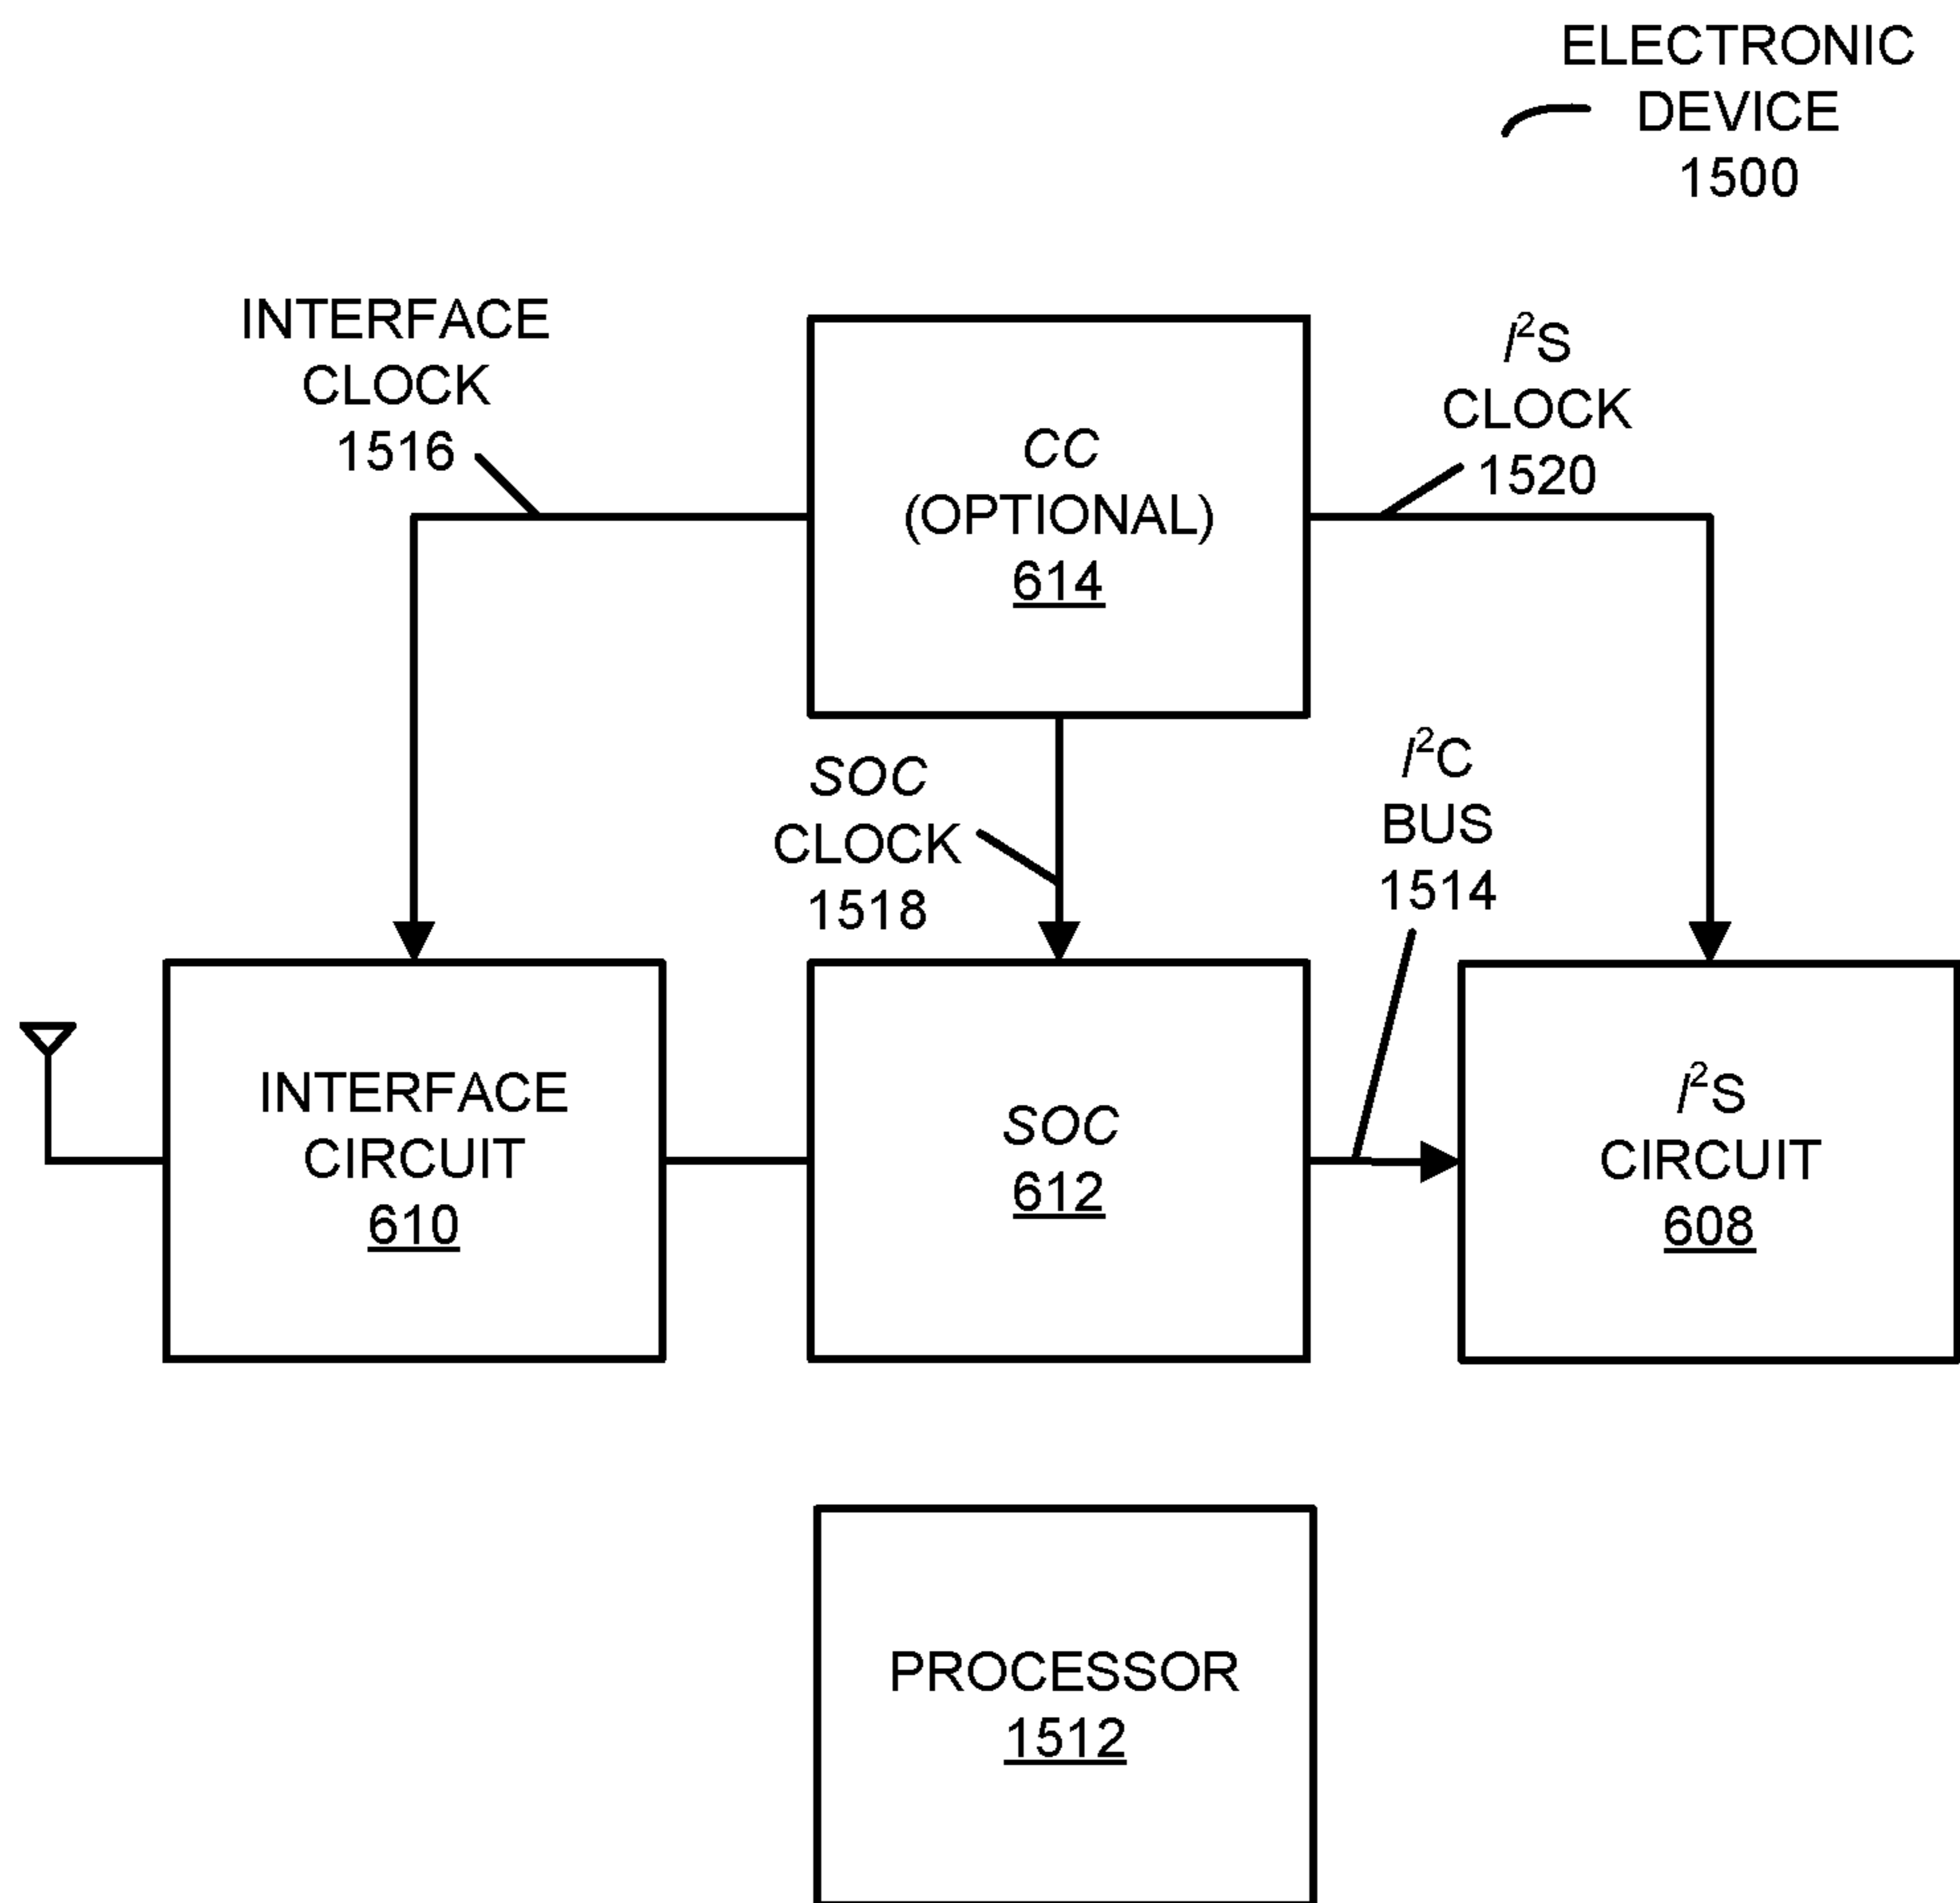 ELECTRONIC
DEVICE
1500
INTERFACE
CLOCK
1516
CC
(OPTIONAL)
614
I²S
CLOCK
1520
SOC
CLOCK
1518
I²C
BUS
1514
INTERFACE
CIRCUIT
610
SOC
612
I²S
CIRCUIT
608
PROCESSOR
1512